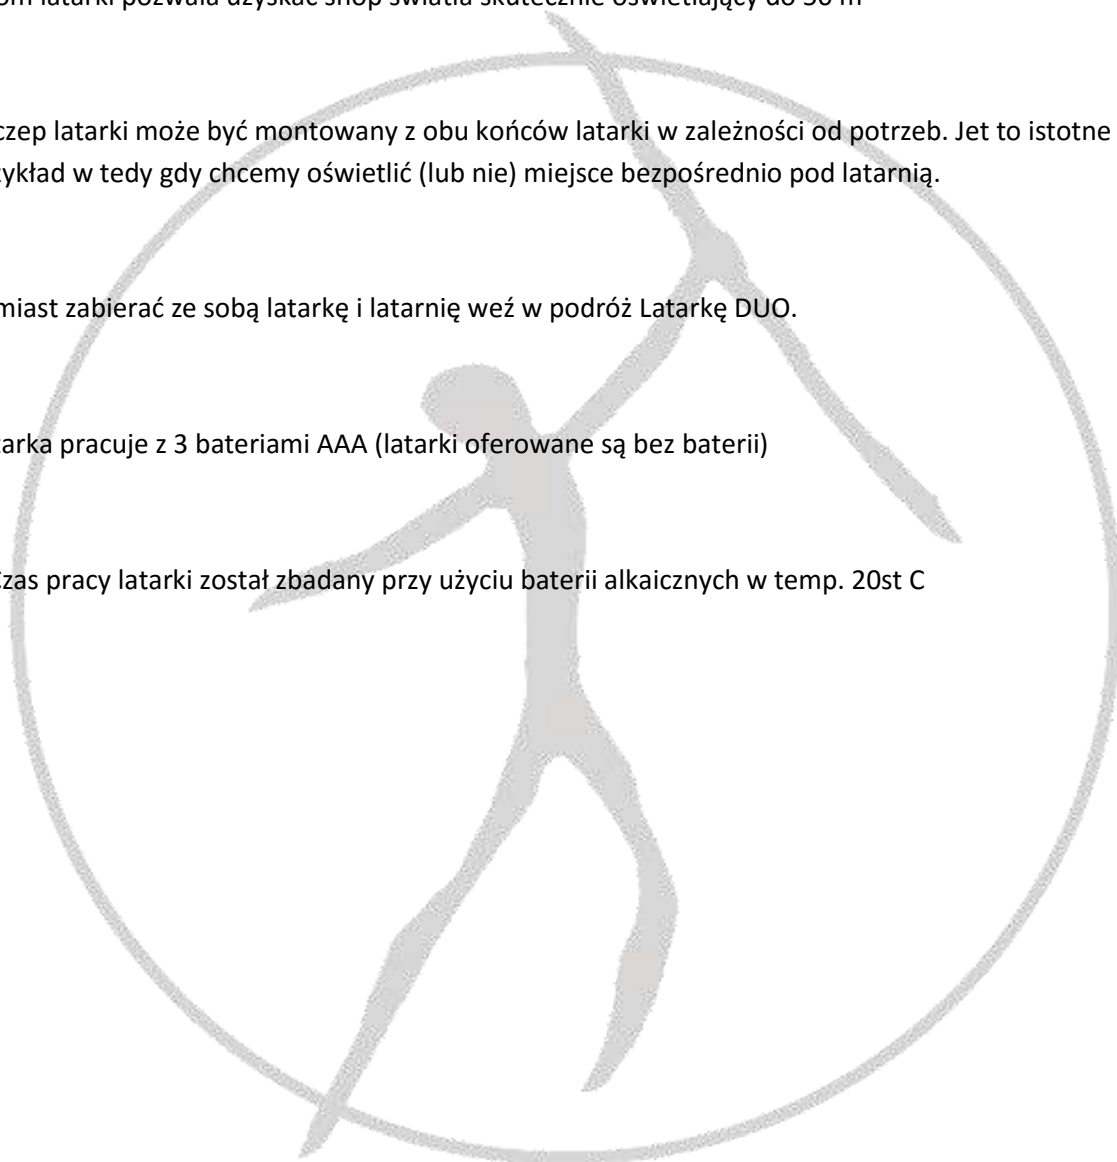 om latarki pozwala uzyskać snop światła skutecznie oświetlający do 50 m
czep latarki może być montowany z obu końców latarki w zależności od potrzeb. Jet to istotne
zykład w tedy gdy chcemy oświetlić (lub nie) miejsce bezpośrednio pod latarnią.
miast zabierać ze sobą latarkę i latarnię weź w podróż Latarkę DUO.
arka pracuje z 3 bateriami AAA (latarki oferowane są bez baterii)
Czas pracy latarki został zbadany przy użyciu baterii alkaicznych w temp. 20st C